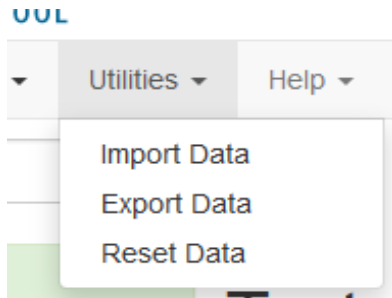 Utilities
Help
Import Data
Export Data
Reset Data